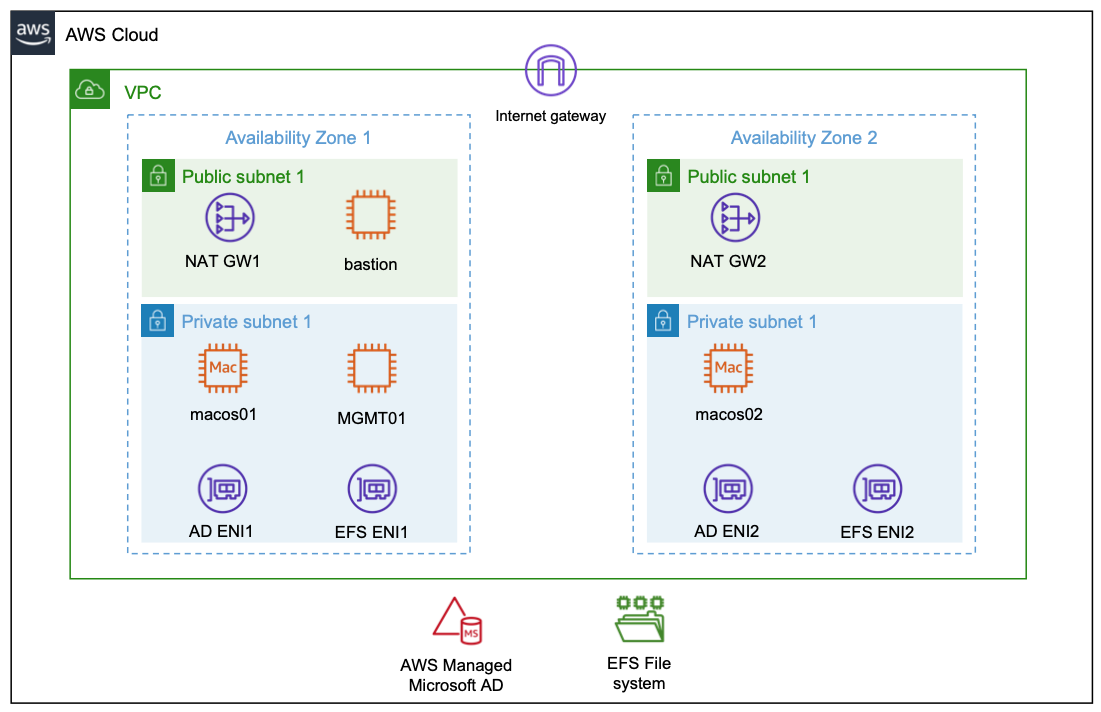 aws
AWS Cloud
VPC
Internet gateway
Availability Zone 1
Public subnet 1
NAT GW1
bastion
Private subnet 1
Mac
macos01
MGMT01
AD ENI1
EFS ENI1
Availability Zone 2
Public subnet 1
NAT GW2
Private subnet 1
Mac
macos02
AD ENI2
EFS ENI2
MS
AWS Managed
Microsoft AD
EFS File
system